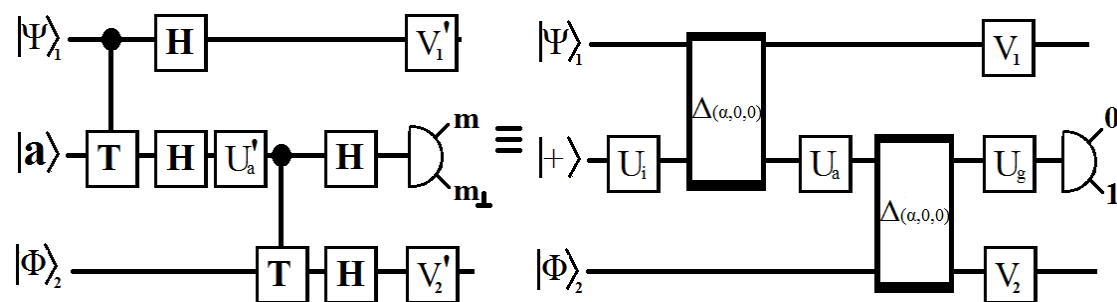 |Ψ⟩₁ H V₁' |Ψ⟩₁ V₁
Δ(α,0,0)
|a⟩ T H U'ₐ H m m⊥ ≡ |+⟩ Uᵢ Uₐ U_g 0 1
Δ(α,0,0)
|Φ⟩₂ T H V₂' |Φ⟩₂ V₂